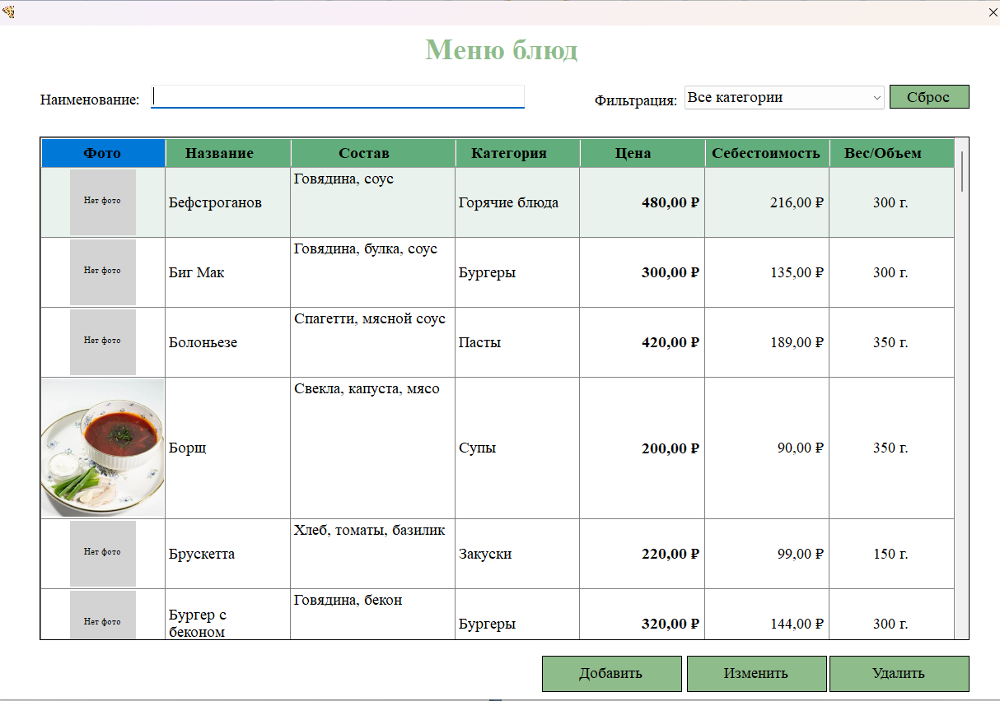 Меню блюд
Наименование:
Фильтрация: Все категории Сброс
Фото Название Состав Категория Цена Себестоимость Вес/Объем
Нет фото Бефстроганов Говядина, соус Горячие блюда 480,00 ₽ 216,00 ₽ 300 г.
Нет фото Биг Мак Говядина, булка, соус Бургеры 300,00 ₽ 135,00 ₽ 300 г.
Нет фото Болоньезе Спагетти, мясной соус Пасты 420,00 ₽ 189,00 ₽ 350 г.
Борщ Свекла, капуста, мясо Супы 200,00 ₽ 90,00 ₽ 350 г.
Нет фото Брускетта Хлеб, томаты, базилик Закуски 220,00 ₽ 99,00 ₽ 150 г.
Нет фото Бургер с беконом Говядина, бекон Бургеры 320,00 ₽ 144,00 ₽ 300 г.
Добавить Изменить Удалить